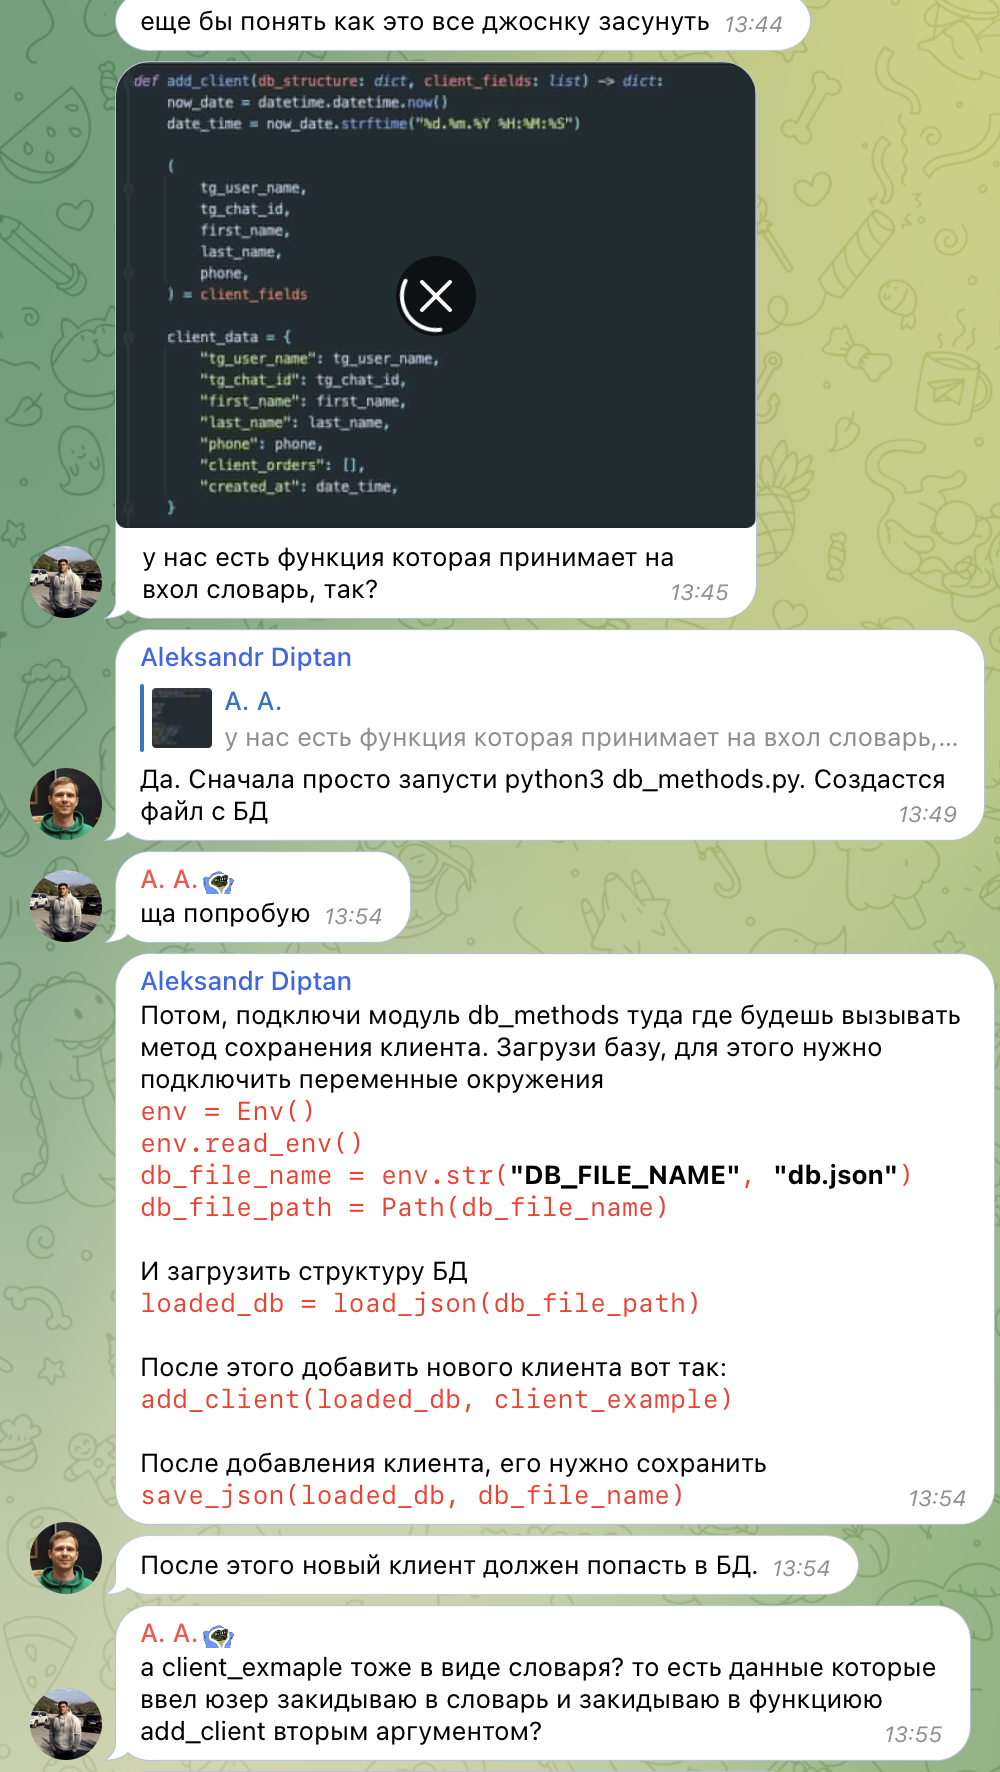 еще бы понять как это все джоснку засунуть 13:44
def add_client(db_structure: dict, client_fields: list) -> dict:
now_date = datetime.datetime.now()
date_time = now_date.strftime("%d.%m.%Y %H:%M:%S")
(
tg_user_name,
tg_chat_id,
first_name,
last_name,
phone,
) = client_fields
client_data = {
"tg_user_name": tg_user_name,
"tg_chat_id": tg_chat_id,
"first_name": first_name,
"last_name": last_name,
"phone": phone,
"client_orders": [],
"created_at": date_time,
}
у нас есть функция которая принимает на
вхол словарь, так? 13:45
Aleksandr Diptan
А. А.
у нас есть функция которая принимает на вхол словарь,...
Да. Сначала просто запусти python3 db_methods.py. Создастся
файл с БД 13:49
А. А.
ща попробую 13:54
Aleksandr Diptan
Потом, подключи модуль db_methods туда где будешь вызывать
метод сохранения клиента. Загрузи базу, для этого нужно
подключить переменные окружения
env = Env()
env.read_env()
db_file_name = env.str("DB_FILE_NAME", "db.json")
db_file_path = Path(db_file_name)
И загрузить структуру БД
loaded_db = load_json(db_file_path)
После этого добавить нового клиента вот так:
add_client(loaded_db, client_example)
После добавления клиента, его нужно сохранить
save_json(loaded_db, db_file_name) 13:54
После этого новый клиент должен попасть в БД. 13:54
А. А.
а client_exmaple тоже в виде словаря? то есть данные которые
ввел юзер закидываю в словарь и закидываю в функциюю
add_client вторым аргументом? 13:55